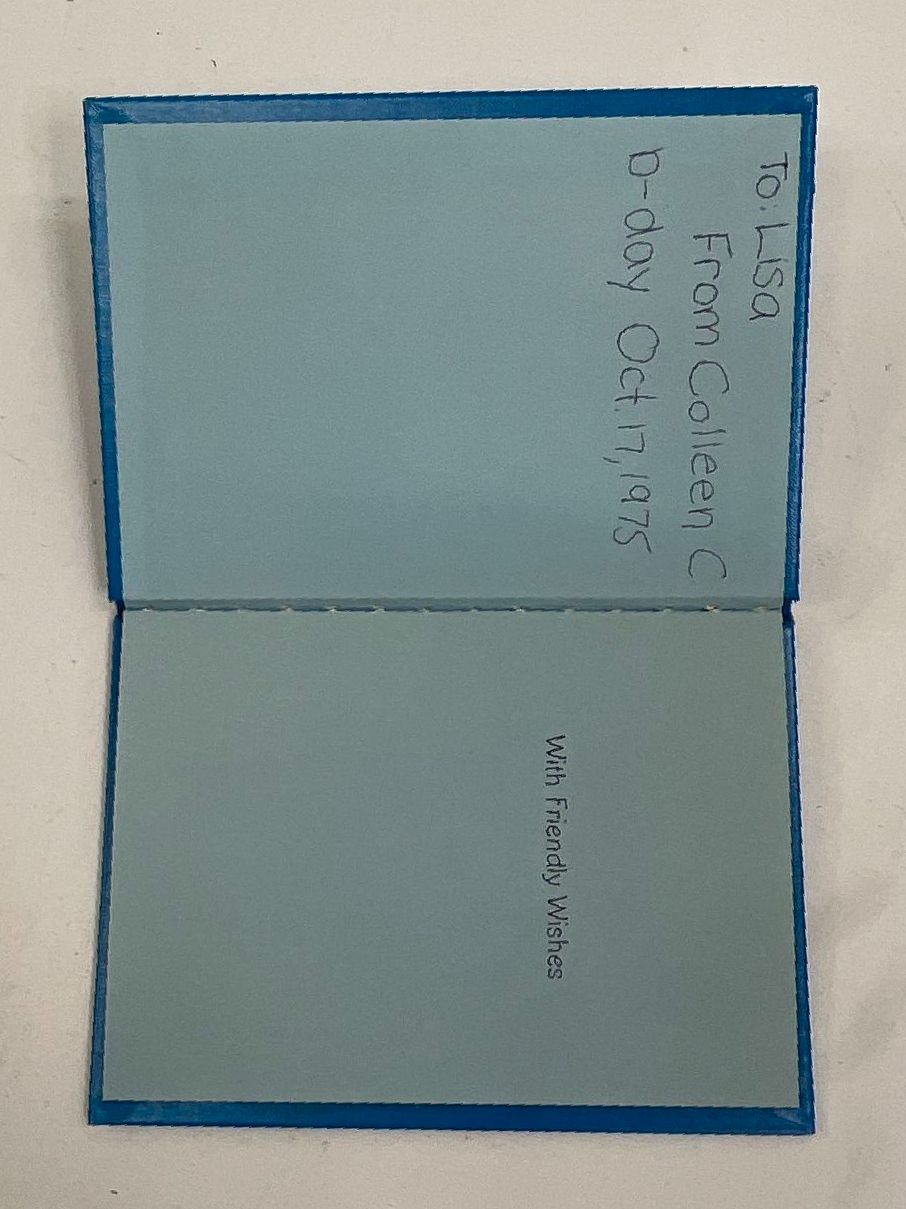 To: Lisa
From Colleen C
b-day Oct. 17, 1975
With Friendly Wishes